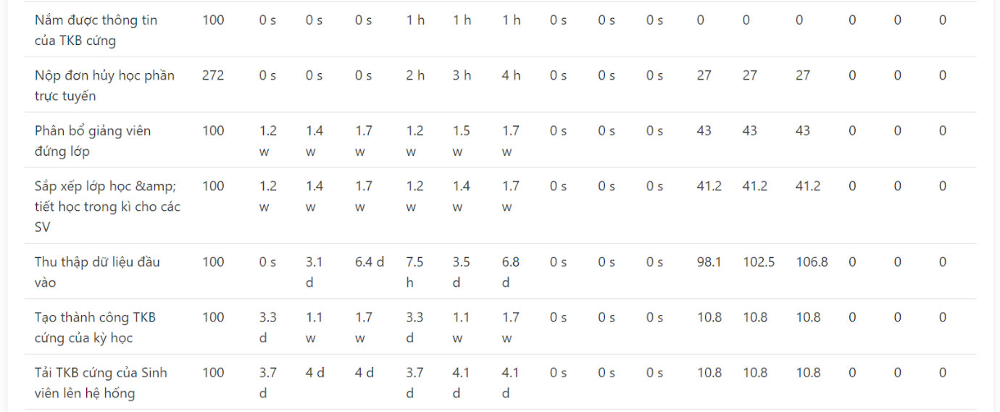 Nắm được thông tin 100 0 s 0 s 0 s 1 h 1 h 1 h 0 s 0 s 0 s 0 0 0 0 0 0
của TKB cứng
Nộp đơn hủy học phần 272 0 s 0 s 0 s 2 h 3 h 4 h 0 s 0 s 0 s 27 27 27 0 0 0
trực tuyến
Phân bổ giảng viên 100 1.2 1.4 1.7 1.2 1.5 1.7 0 s 0 s 0 s 43 43 43 0 0 0
đứng lớp w w w w w w
Sắp xếp lớp học &amp; 100 1.2 1.4 1.7 1.2 1.4 1.7 0 s 0 s 0 s 41.2 41.2 41.2 0 0 0
tiết học trong kì cho các w w w w w w
SV
Thu thập dữ liệu đầu 100 0 s 3.1 6.4 d 7.5 3.5 6.8 0 s 0 s 0 s 98.1 102.5 106.8 0 0 0
vào d h d d
Tạo thành công TKB 100 3.3 1.1 1.7 3.3 1.1 1.7 0 s 0 s 0 s 10.8 10.8 10.8 0 0 0
cứng của kỳ học d w w d w w
Tải TKB cứng của Sinh 100 3.7 4 d 4 d 3.7 4.1 4.1 0 s 0 s 0 s 10.8 10.8 10.8 0 0 0
viên lên hệ hống d d d d